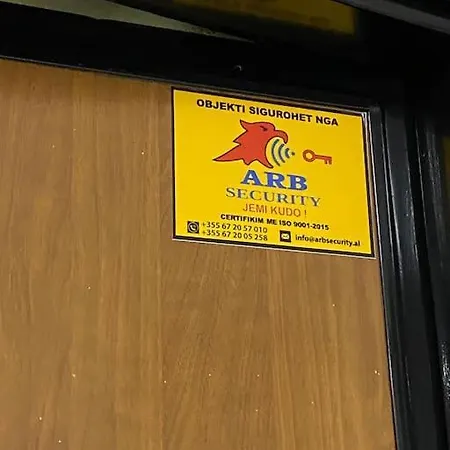 OBJEKTI SIGUROHET NGA
ARB
SECURITY
JEMI KUDO !
CERTIFIKIM ME ISO 9001-2015
+355 67 20 57 010
+355 67 20 05 258
info@arbsecurity.al